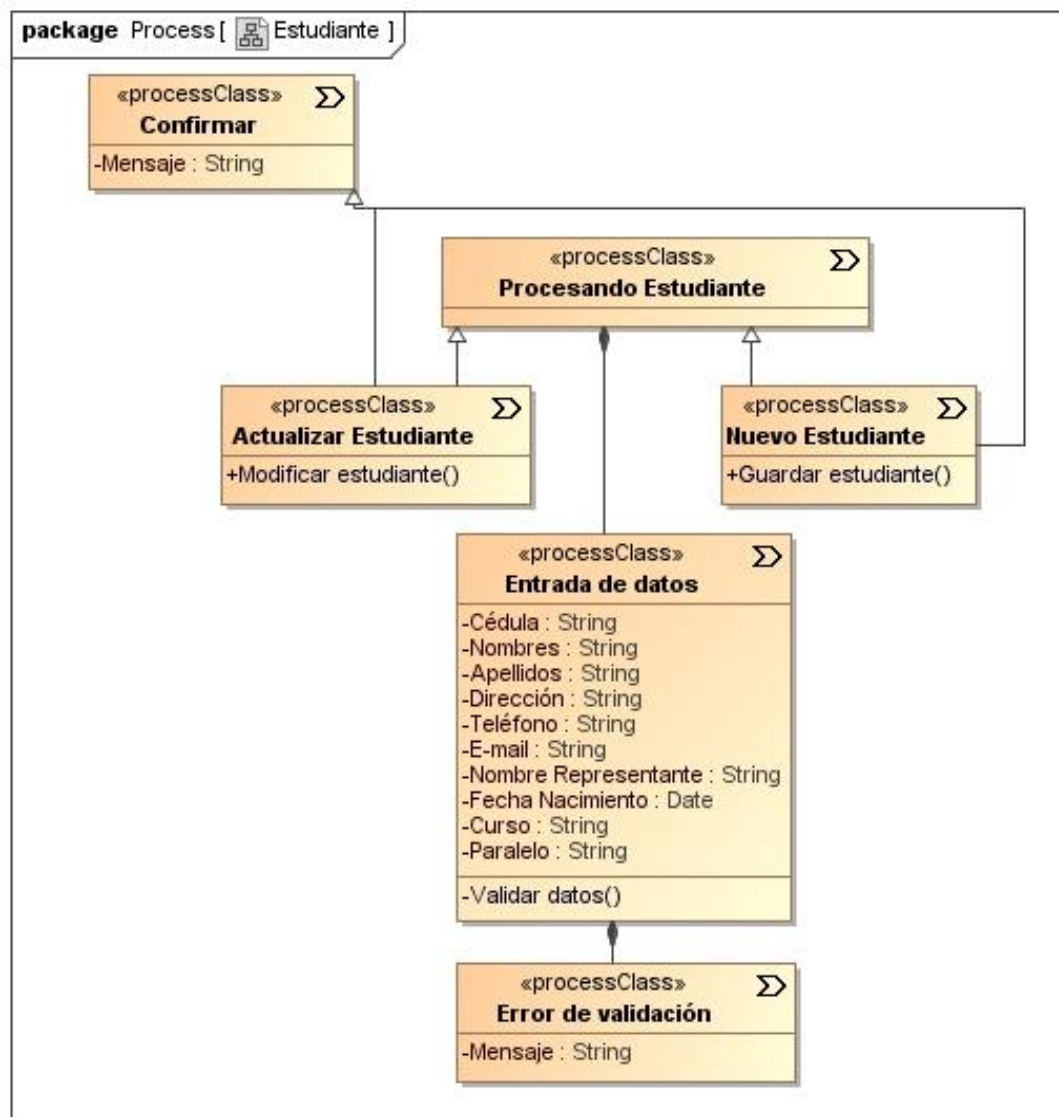 package Process [ Estudiante ]
«processClass»
Confirmar
-Mensaje : String
«processClass»
Procesando Estudiante
«processClass»
Actualizar Estudiante
+Modificar estudiante()
«processClass»
Nuevo Estudiante
+Guardar estudiante()
«processClass»
Entrada de datos
-Cédula : String
-Nombres : String
-Apellidos : String
-Dirección : String
-Teléfono : String
-E-mail : String
-Nombre Representante : String
-Fecha Nacimiento : Date
-Curso : String
-Paralelo : String
-Validar datos()
«processClass»
Error de validación
-Mensaje : String